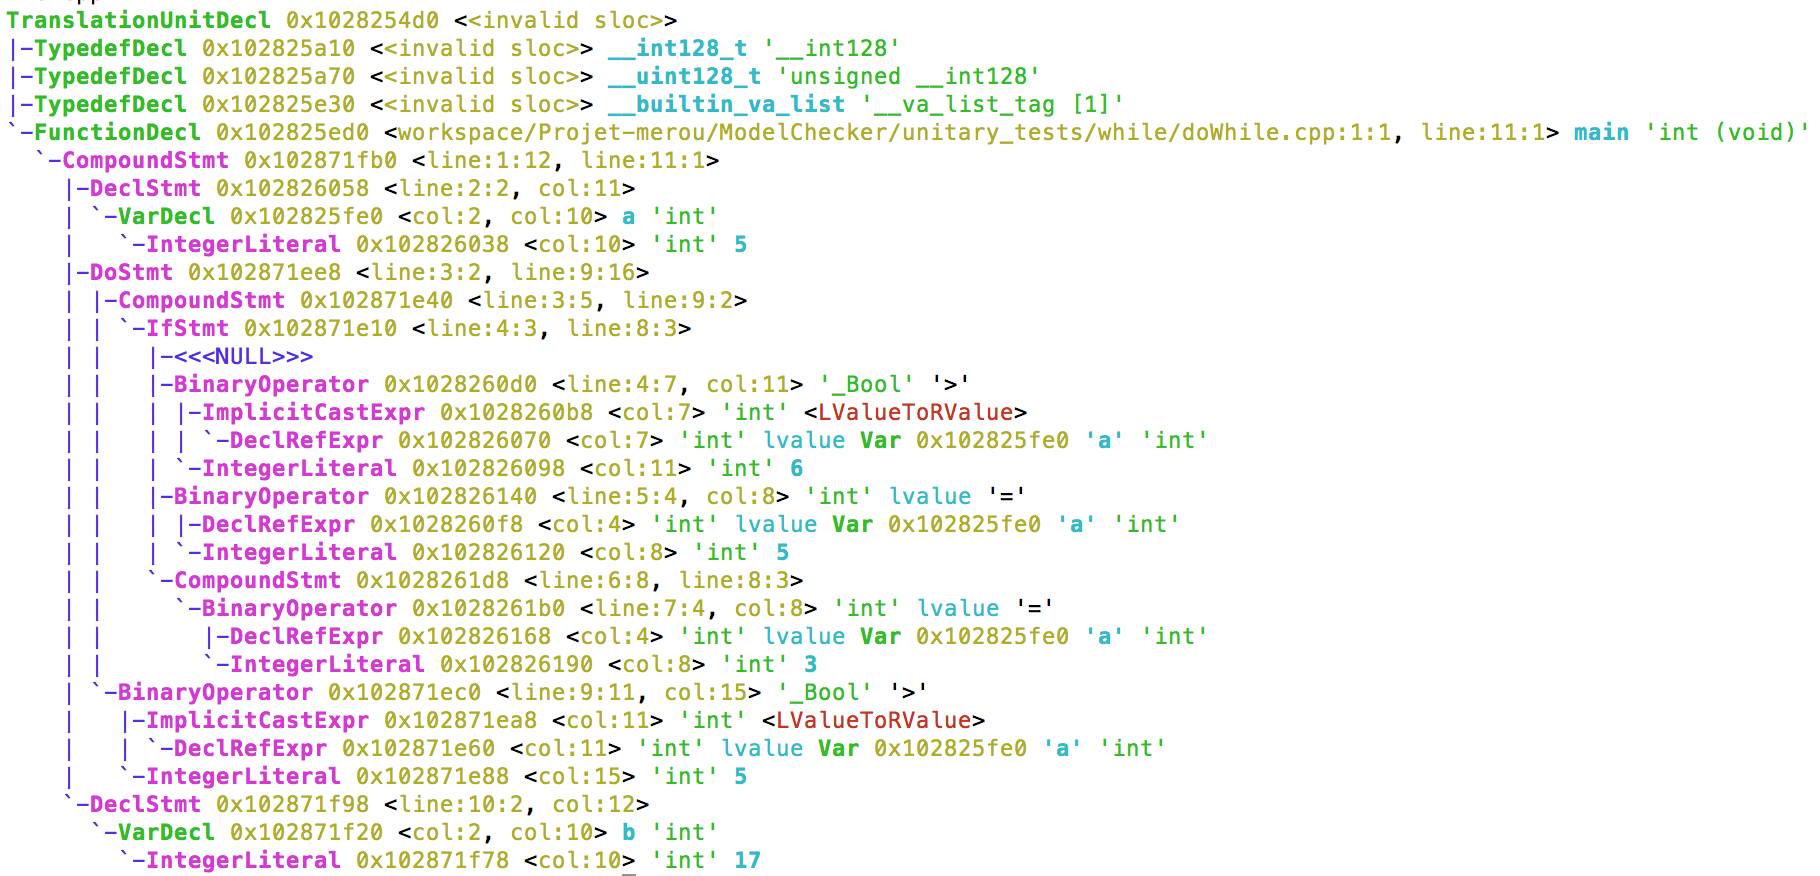 TranslationUnitDecl 0x1028254d0 <<invalid sloc>>
|-TypedefDecl 0x102825a10 <<invalid sloc>> __int128_t '__int128'
|-TypedefDecl 0x102825a70 <<invalid sloc>> __uint128_t 'unsigned __int128'
|-TypedefDecl 0x102825e30 <<invalid sloc>> __builtin_va_list '__va_list_tag [1]'
`-FunctionDecl 0x102825ed0 <workspace/Projet-merou/ModelChecker/unitary_tests/while/doWhile.cpp:1:1, line:11:1> main 'int (void)'
  `-CompoundStmt 0x102871fb0 <line:1:12, line:11:1>
    |-DeclStmt 0x102826058 <line:2:2, col:11>
    | `-VarDecl 0x102825fe0 <col:2, col:10> a 'int'
    |   `-IntegerLiteral 0x102826038 <col:10> 'int' 5
    |-DoStmt 0x102871ee8 <line:3:2, line:9:16>
    | |-CompoundStmt 0x102871e40 <line:3:5, line:9:2>
    | | `-IfStmt 0x102871e10 <line:4:3, line:8:3>
    | |   |-<<<NULL>>>
    | |   |-BinaryOperator 0x1028260d0 <line:4:7, col:11> '_Bool' '>'
    | |   | |-ImplicitCastExpr 0x1028260b8 <col:7> 'int' <LValueToRValue>
    | |   | | `-DeclRefExpr 0x102826070 <col:7> 'int' lvalue Var 0x102825fe0 'a' 'int'
    | |   | `-IntegerLiteral 0x102826098 <col:11> 'int' 6
    | |   |-BinaryOperator 0x102826140 <line:5:4, col:8> 'int' lvalue '='
    | |   | |-DeclRefExpr 0x1028260f8 <col:4> 'int' lvalue Var 0x102825fe0 'a' 'int'
    | |   | `-IntegerLiteral 0x102826120 <col:8> 'int' 5
    | |   `-CompoundStmt 0x1028261d8 <line:6:8, line:8:3>
    | |     `-BinaryOperator 0x1028261b0 <line:7:4, col:8> 'int' lvalue '='
    | |       |-DeclRefExpr 0x102826168 <col:4> 'int' lvalue Var 0x102825fe0 'a' 'int'
    | |       `-IntegerLiteral 0x102826190 <col:8> 'int' 3
    | `-BinaryOperator 0x102871ec0 <line:9:11, col:15> '_Bool' '>'
    |   |-ImplicitCastExpr 0x102871ea8 <col:11> 'int' <LValueToRValue>
    |   | `-DeclRefExpr 0x102871e60 <col:11> 'int' lvalue Var 0x102825fe0 'a' 'int'
    |   `-IntegerLiteral 0x102871e88 <col:15> 'int' 5
    `-DeclStmt 0x102871f98 <line:10:2, col:12>
      `-VarDecl 0x102871f20 <col:2, col:10> b 'int'
        `-IntegerLiteral 0x102871f78 <col:10> 'int' 17